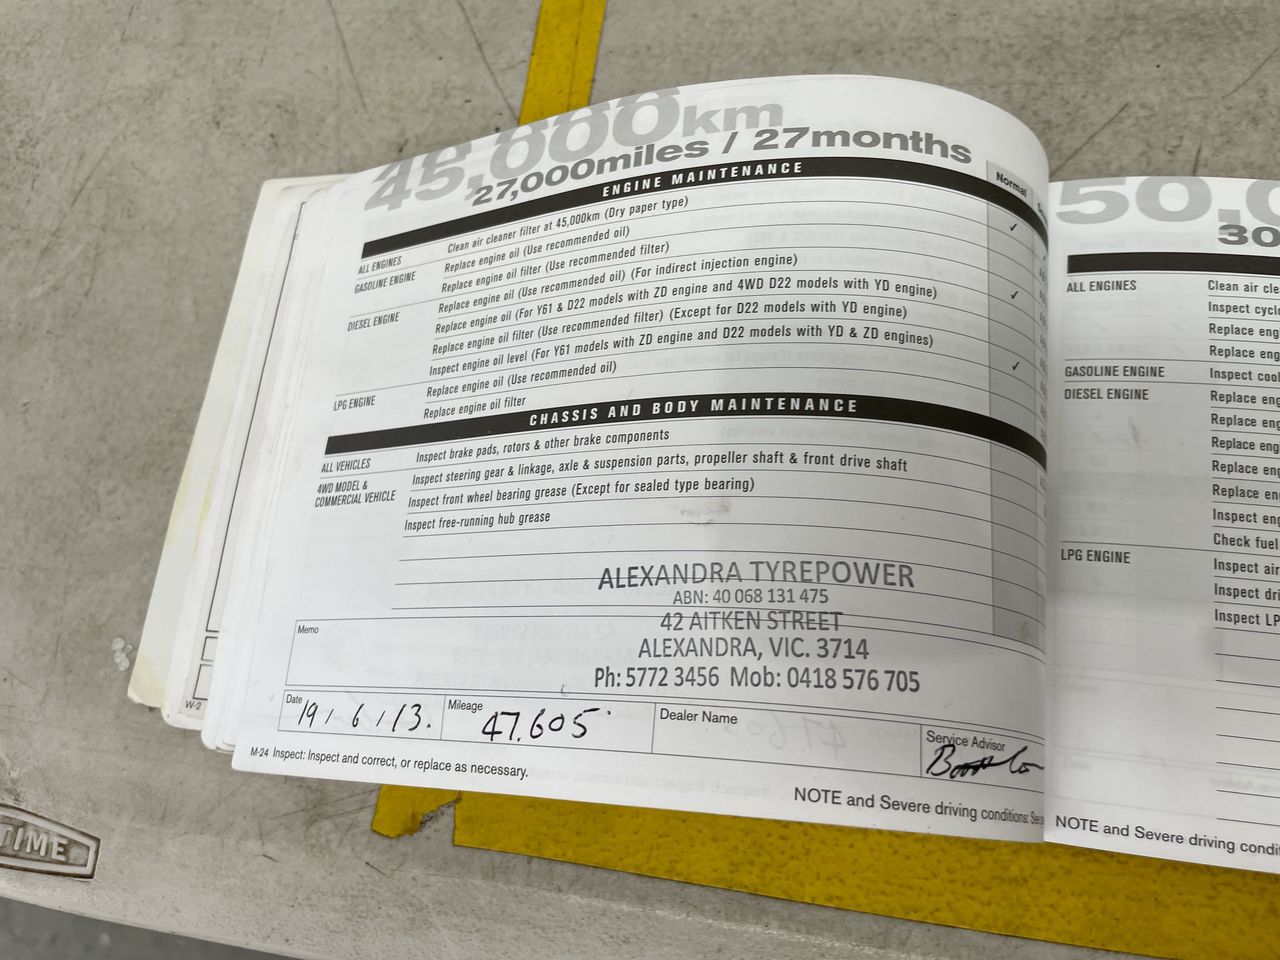 45,000km
27,000miles / 27months
ENGINE MAINTENANCE
Normal
ALL ENGINES
Clean air cleaner filter at 45,000km (Dry paper type)
✓
GASOLINE ENGINE
Replace engine oil (Use recommended oil)
Replace engine oil filter (Use recommended filter)
DIESEL ENGINE
Replace engine oil (Use recommended oil) (For indirect injection engine)
Replace engine oil (For Y61 & D22 models with ZD engine and 4WD D22 models with YD engine)
✓
Replace engine oil filter (Use recommended filter) (Except for D22 models with YD engine)
Inspect engine oil level (For Y61 models with ZD engine and D22 models with YD & ZD engines)
✓
LPG ENGINE
Replace engine oil (Use recommended oil)
Replace engine oil filter
CHASSIS AND BODY MAINTENANCE
ALL VEHICLES
Inspect brake pads, rotors & other brake components
4WD MODEL &
COMMERCIAL VEHICLE
Inspect steering gear & linkage, axle & suspension parts, propeller shaft & front drive shaft
Inspect front wheel bearing grease (Except for sealed type bearing)
Inspect free-running hub grease
ALEXANDRA TYREPOWER
ABN: 40 068 131 475
42 AITKEN STREET
ALEXANDRA, VIC. 3714
Ph: 5772 3456 Mob: 0418 576 705
Memo
Date
19/6/13.
Mileage
47.605
Dealer Name
Service Advisor
M-24 Inspect: Inspect and correct, or replace as necessary.
NOTE and Severe driving conditions:
W-2
50,0
30
ALL ENGINES
Clean air cle
Inspect cyl
Replace eng
Replace eng
GASOLINE ENGINE
Inspect cool
DIESEL ENGINE
Replace eng
Replace eng
Replace eng
Replace eng
Replace en
Inspect eng
Check fuel
LPG ENGINE
Inspect air
Inspect dri
Inspect LP
NOTE and Severe driving condi
TIME